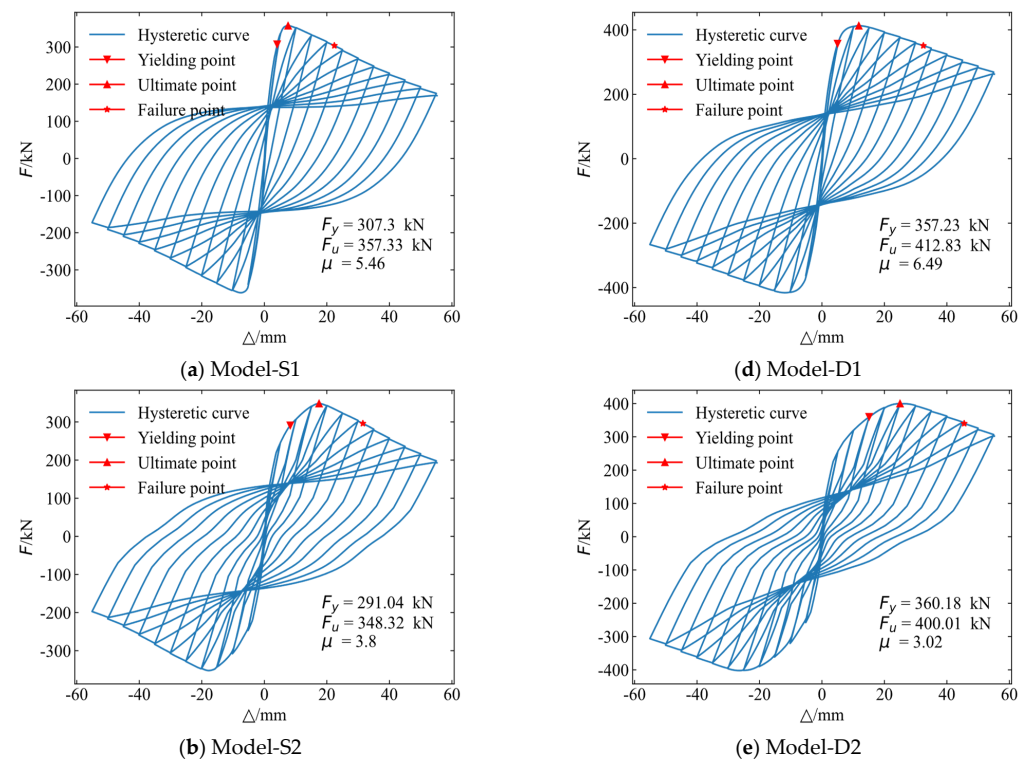 Hysteretic curve
Yielding point
Ultimate point
Failure point
F/kN
300
200
100
0
-100
-200
-300
F_y = 307.3 kN
F_u = 357.33 kN
μ = 5.46
-60 -40 -20 0 20 40 60
△/mm
(a) Model-S1
Hysteretic curve
Yielding point
Ultimate point
Failure point
F/kN
400
200
0
-200
-400
F_y = 357.23 kN
F_u = 412.83 kN
μ = 6.49
-60 -40 -20 0 20 40 60
△/mm
(d) Model-D1
Hysteretic curve
Yielding point
Ultimate point
Failure point
F/kN
300
200
100
0
-100
-200
-300
F_y = 291.04 kN
F_u = 348.32 kN
μ = 3.8
-60 -40 -20 0 20 40 60
△/mm
(b) Model-S2
Hysteretic curve
Yielding point
Ultimate point
Failure point
F/kN
400
300
200
100
0
-100
-200
-300
-400
F_y = 360.18 kN
F_u = 400.01 kN
μ = 3.02
-60 -40 -20 0 20 40 60
△/mm
(e) Model-D2